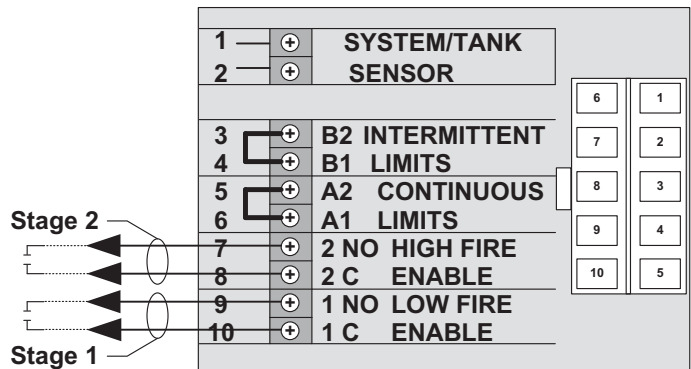 1 SYSTEM/TANK
2 SENSOR
3 B2 INTERMITTENT
4 B1 LIMITS
5 A2 CONTINUOUS
6 A1 LIMITS
Stage 2
7 2 NO HIGH FIRE
8 2 C ENABLE
9 1 NO LOW FIRE
10 1 C ENABLE
Stage 1
6 1
7 2
8 3
9 4
10 5